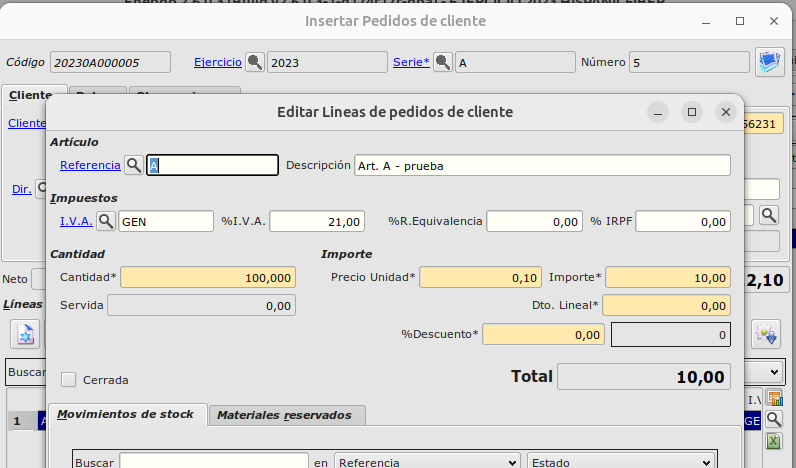 Insertar Pedidos de cliente
Código 20230A000005 Ejercicio 2023 Serie* A Número 5
Cliente
Cliente 56231
Editar Lineas de pedidos de cliente
Artículo
Referencia A Descripción Art. A - prueba
Dir.
Impuestos
I.V.A. GEN %I.V.A. 21,00 %R.Equivalencia 0,00 % IRPF 0,00
Cantidad Importe
Cantidad* 100,000 Precio Unidad* 0,10 Importe* 10,00
Neto 2,10
Servida 0,00 Dto. Lineal* 0,00
Líneas
%Descuento* 0,00 0
Buscar
Cerrada Total 10,00
Movimientos de stock Materiales reservados
1 A GE
Buscar en Referencia Estado